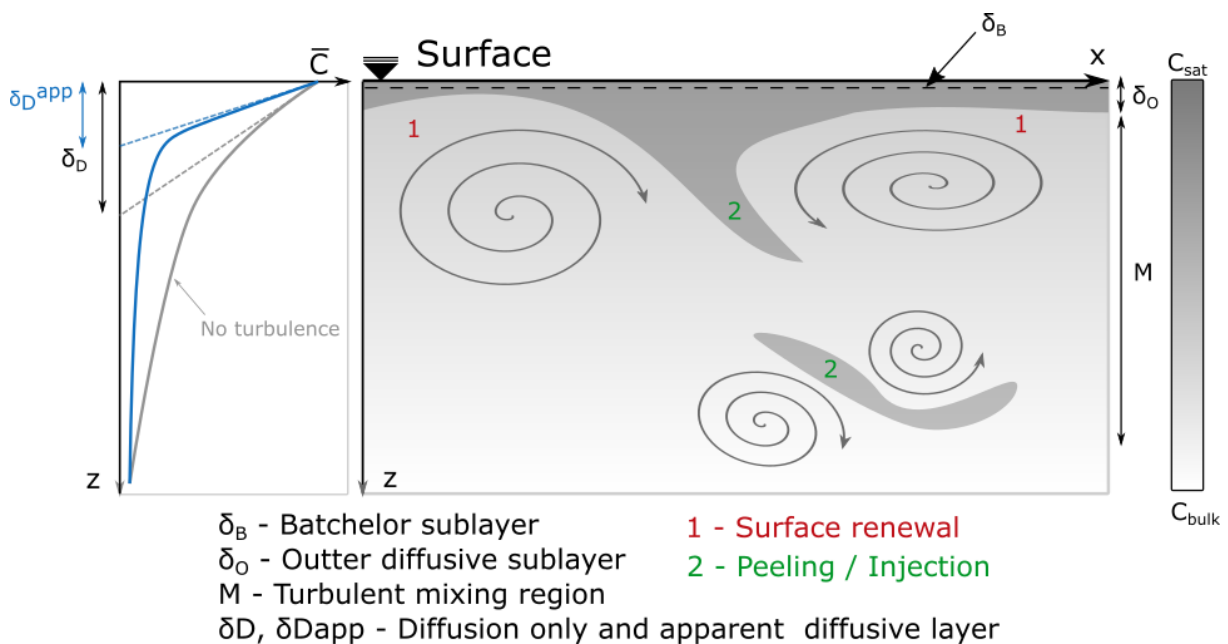 C̅
Surface
δB
x
Csat
δDapp
δD
δO
1
1
2
M
No turbulence
2
z
z
Cbulk
δB - Batchelor sublayer
δO - Outter diffusive sublayer
M - Turbulent mixing region
δD, δDapp - Diffusion only and apparent diffusive layer
1 - Surface renewal
2 - Peeling / Injection